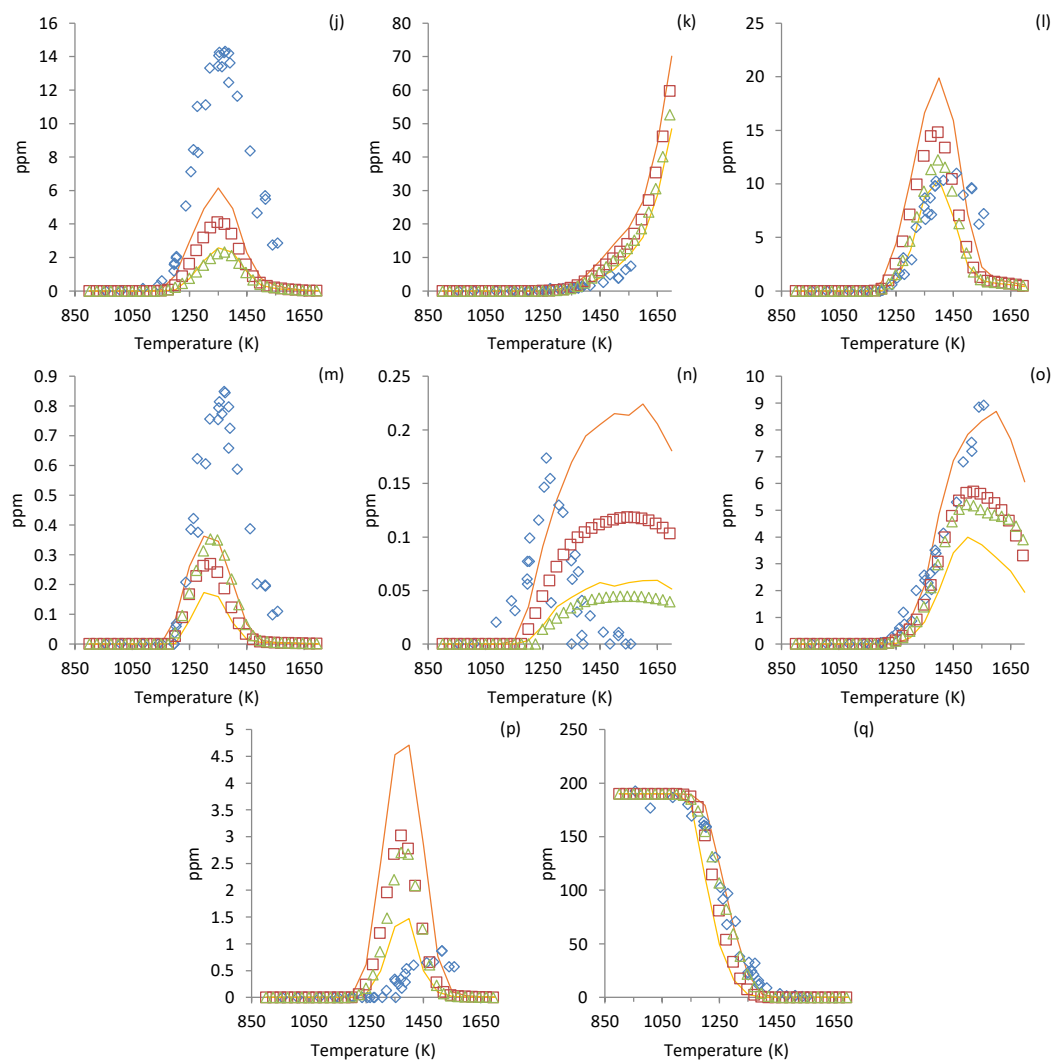 (j)
16
14
12
10
8
6
4
2
0
ppm
850 1050 1250 1450 1650
Temperature (K)
(k)
80
70
60
50
40
30
20
10
0
ppm
850 1050 1250 1450 1650
Temperature (K)
(l)
25
20
15
10
5
0
ppm
850 1050 1250 1450 1650
Temperature (K)
(m)
0.9
0.8
0.7
0.6
0.5
0.4
0.3
0.2
0.1
0
ppm
850 1050 1250 1450 1650
Temperature (K)
(n)
0.25
0.2
0.15
0.1
0.05
0
ppm
850 1050 1250 1450 1650
Temperature (K)
(o)
10
9
8
7
6
5
4
3
2
1
0
ppm
850 1050 1250 1450 1650
Temperature (K)
(p)
5
4.5
4
3.5
3
2.5
2
1.5
1
0.5
0
ppm
850 1050 1250 1450 1650
Temperature (K)
(q)
250
200
150
100
50
0
ppm
850 1050 1250 1450 1650
Temperature (K)